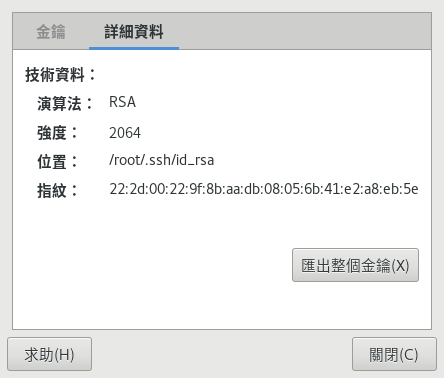 金鑰 詳細資料
技術資料：
演算法： RSA
強度： 2064
位置： /root/.ssh/id_rsa
指紋： 22:2d:00:22:9f:8b:aa:db:08:05:6b:41:e2:a8:eb:5e
匯出整個金鑰(X)
求助(H) 關閉(C)